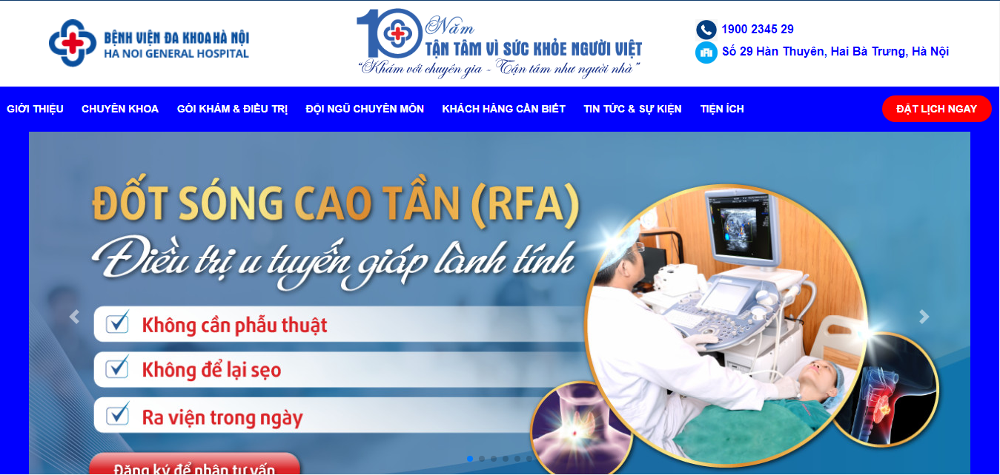 BỆNH VIỆN ĐA KHOA HÀ NỘI
HA NOI GENERAL HOSPITAL
10 Năm
TẬN TÂM VÌ SỨC KHỎE NGƯỜI VIỆT
“Khám với chuyên gia - Tận tâm như người nhà”
1900 2345 29
Số 29 Hàn Thuyên, Hai Bà Trưng, Hà Nội
GIỚI THIỆU CHUYÊN KHOA GÓI KHÁM & ĐIỀU TRỊ ĐỘI NGŨ CHUYÊN MÔN KHÁCH HÀNG CẦN BIẾT TIN TỨC & SỰ KIỆN TIỆN ÍCH ĐẶT LỊCH NGAY
ĐỐT SÓNG CAO TẦN (RFA)
Điều trị u tuyến giáp lành tính
Không cần phẫu thuật
Không để lại sẹo
Ra viện trong ngày
Đăng ký để nhận tư vấn